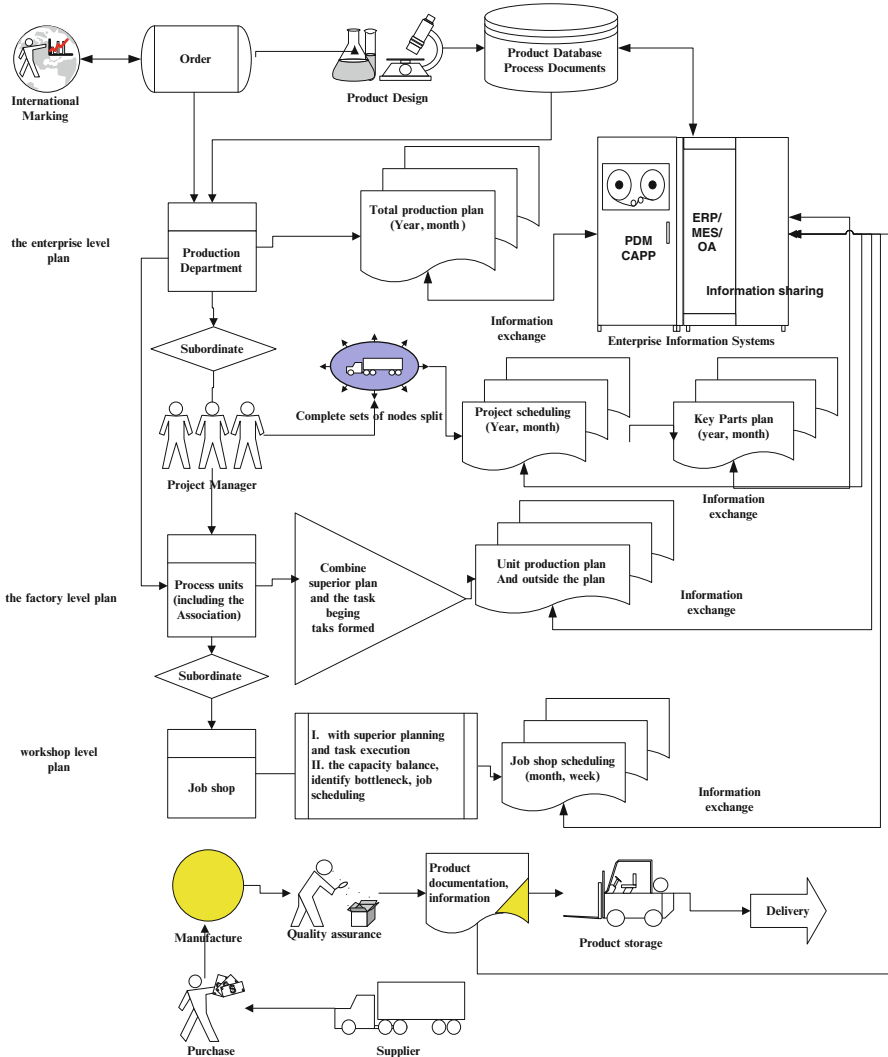 Order
Product Database
Process Documents
International
Marking
Product Design
the enterprise level
plan
Production
Department
Total production plan
(Year, month)
PDM
CAPP
ERP/
MES/
OA
Information sharing
Information
exchange
Enterprise Information Systems
Subordinate
Complete sets of nodes split
Project scheduling
(Year, month)
Key Parts plan
(year, month)
Project Manager
Information
exchange
the factory level plan
Process units
(including the
Association)
Combine
superior plan
and the task
beging
taks formed
Unit production plan
And outside the plan
Information
exchange
Subordinate
workshop level
plan
Job shop
I. with superior planning
and task execution
II. the capacity balance,
identify bottleneck, job
scheduling
Job shop scheduling
(month, week)
Information
exchange
Manufacture
Quality assurance
Product
documentation,
information
Product storage
Delivery
Purchase
Supplier